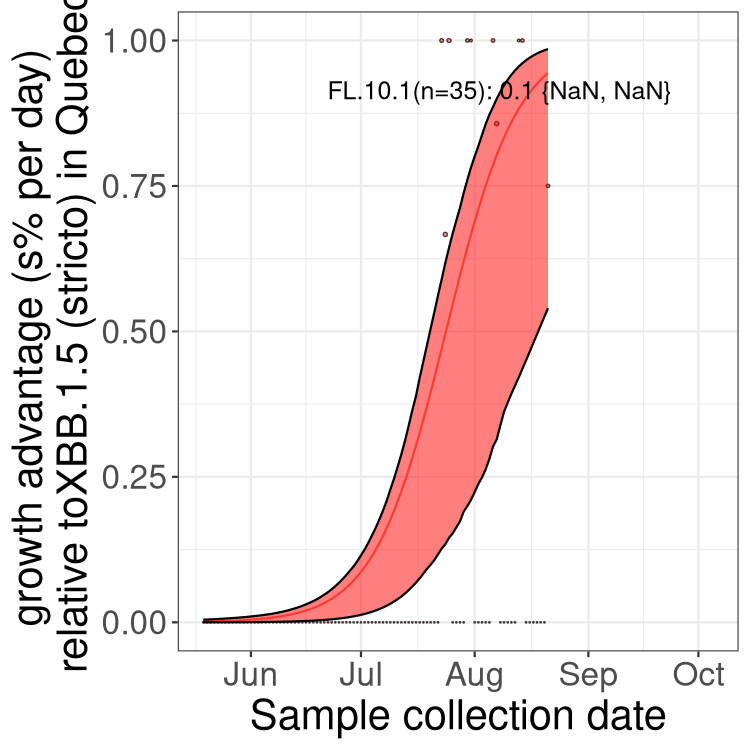 growth advantage (s% per day)
relative toXBB.1.5 (stricto) in Quebec
1.00
0.75
0.50
0.25
0.00
FL.10.1(n=35): 0.1 {NaN, NaN}
Jun Jul Aug Sep Oct
Sample collection date